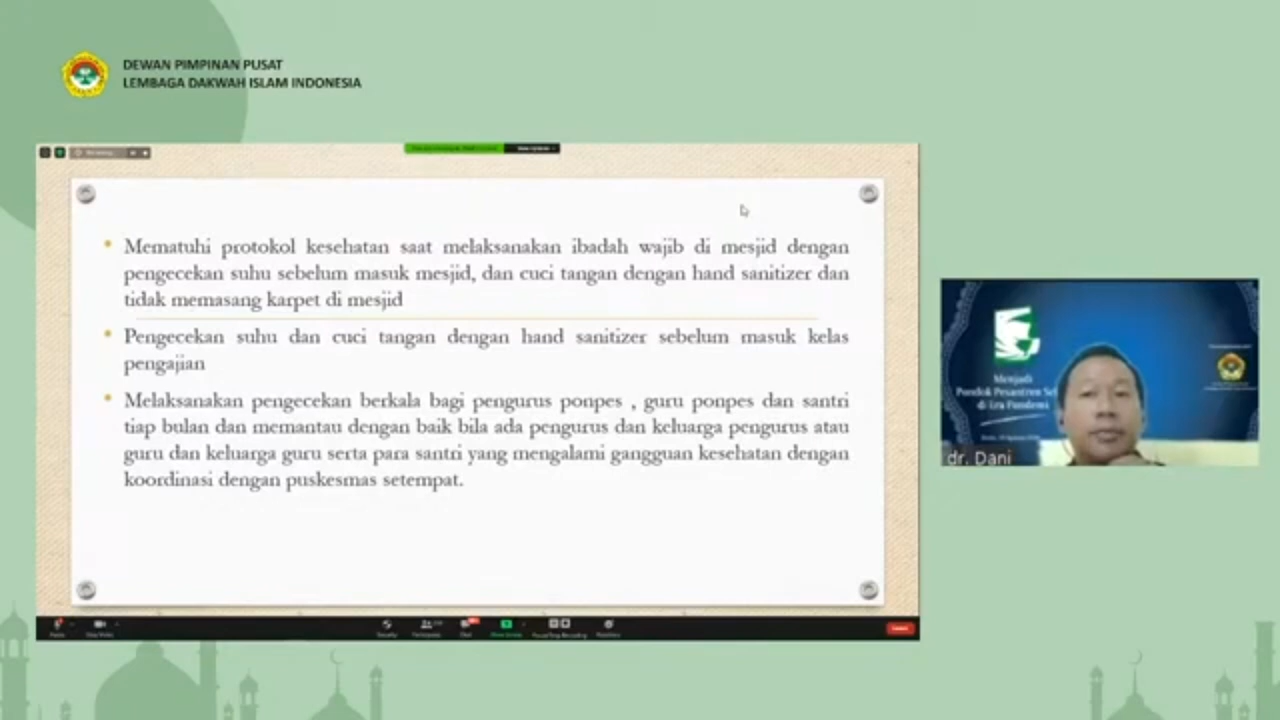 DEWAN PIMPINAN PUSAT
LEMBAGA DAKWAH ISLAM INDONESIA
Mematuhi protokol kesehatan saat melaksanakan ibadah wajib di mesjid dengan
pengecekan suhu sebelum masuk mesjid, dan cuci tangan dengan hand sanitizer dan
tidak memasang karpet di mesjid
Pengecekan suhu dan cuci tangan dengan hand sanitizer sebelum masuk kelas
pengajian
Melaksanakan pengecekan berkala bagi pengurus ponpes , guru ponpes dan santri
tiap bulan dan memantau dengan baik bila ada pengurus dan keluarga pengurus atau
guru dan keluarga guru serta para santri yang mengalami gangguan kesehatan dengan
koordinasi dengan puskesmas setempat.
Menjadi
Pondok Pesantren
di Era Pandemi
dr. Dani